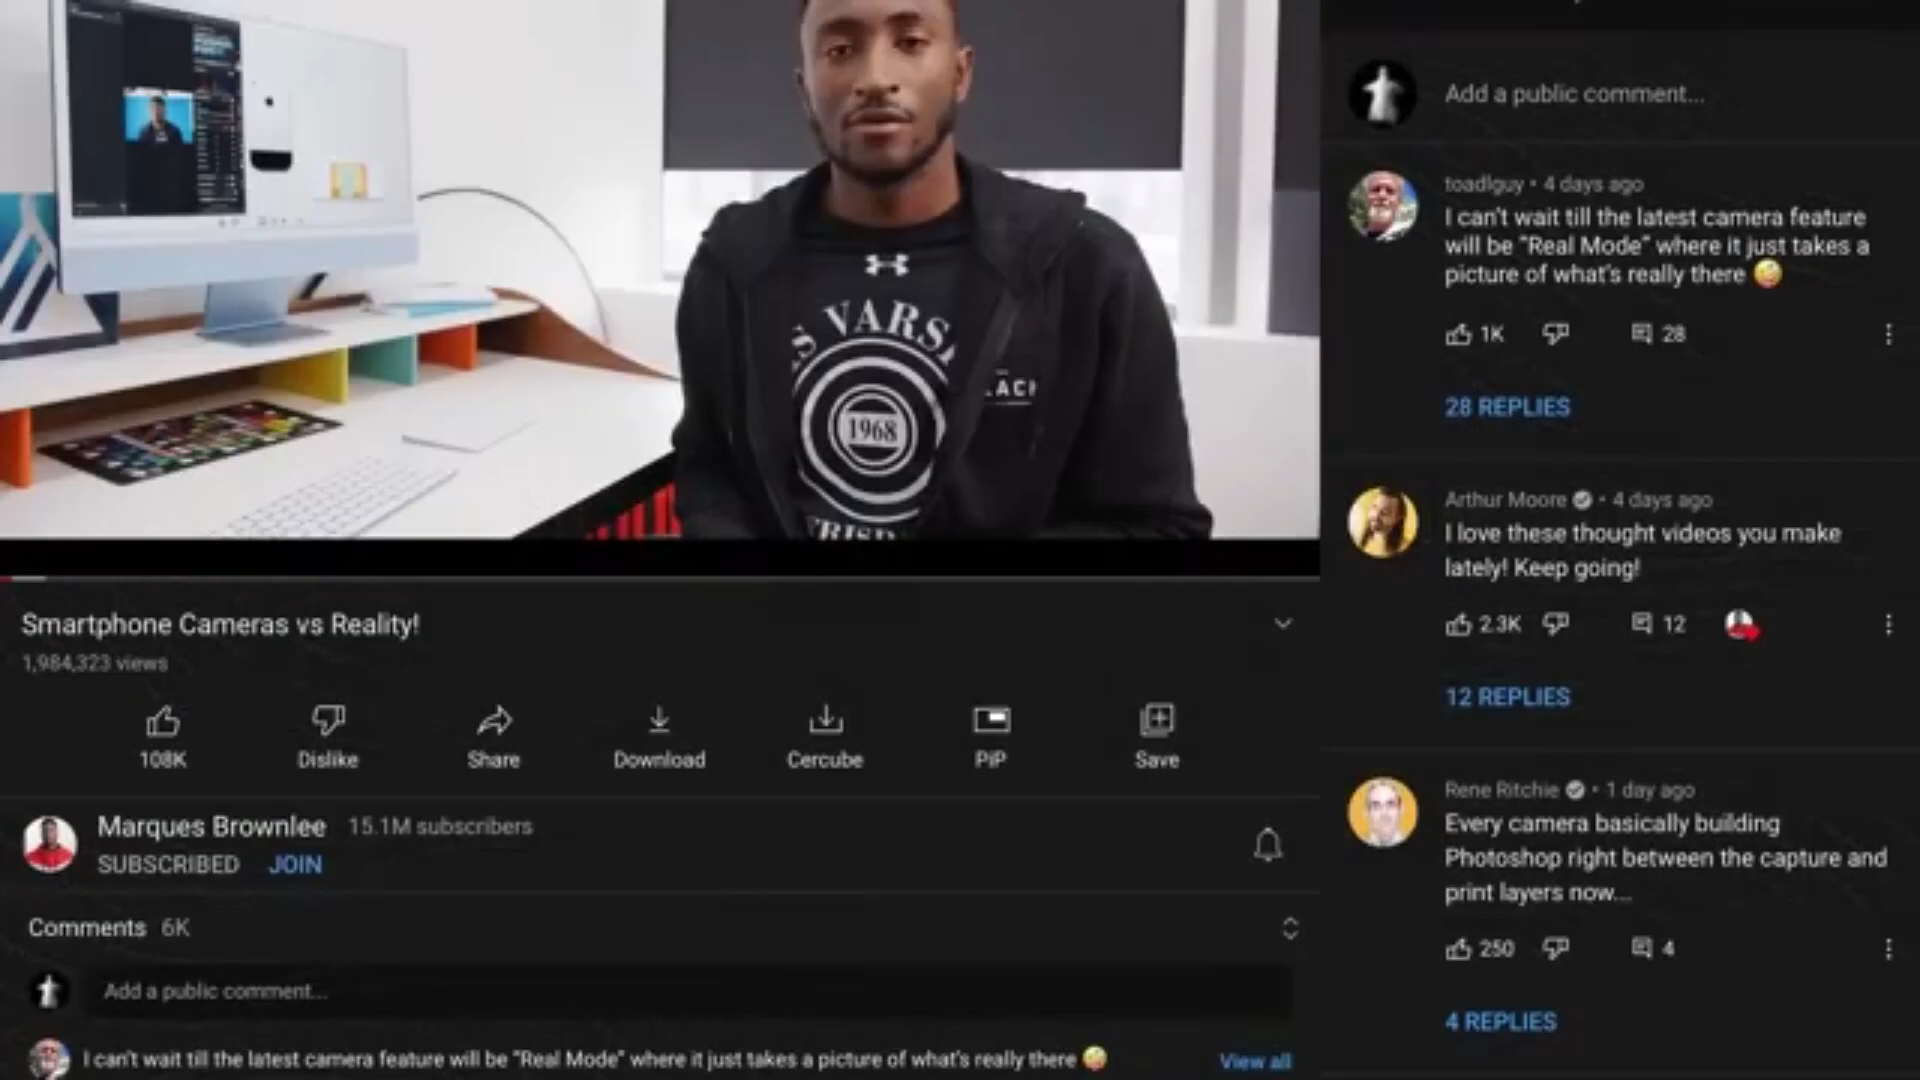 S VARSI
1968
LACK
Smartphone Cameras vs Reality!
1,984,323 views
108K
Dislike
Share
Download
Cercube
PiP
Save
Marques Brownlee 15.1M subscribers
SUBSCRIBED JOIN
Comments 6K
Add a public comment...
I can't wait till the latest camera feature will be "Real Mode" where it just takes a picture of what's really there 🤪
View all
Add a public comment...
toadlguy • 4 days ago
I can't wait till the latest camera feature
will be "Real Mode" where it just takes a
picture of what's really there 🤪
1K 28
28 REPLIES
Arthur Moore • 4 days ago
I love these thought videos you make
lately! Keep going!
2.3K 12
12 REPLIES
Rene Ritchie • 1 day ago
Every camera basically building
Photoshop right between the capture and
print layers now...
250 4
4 REPLIES